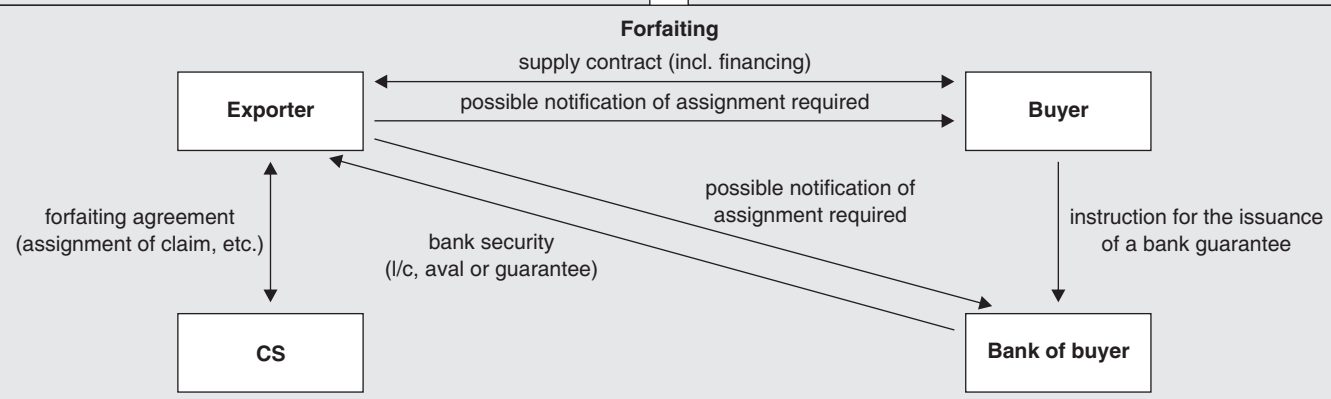 Forfaiting
supply contract (incl. financing)
Exporter
possible notification of assignment required
Buyer
possible notification of
assignment required
forfaiting agreement
(assignment of claim, etc.)
bank security
(l/c, aval or guarantee)
instruction for the issuance
of a bank guarantee
CS
Bank of buyer